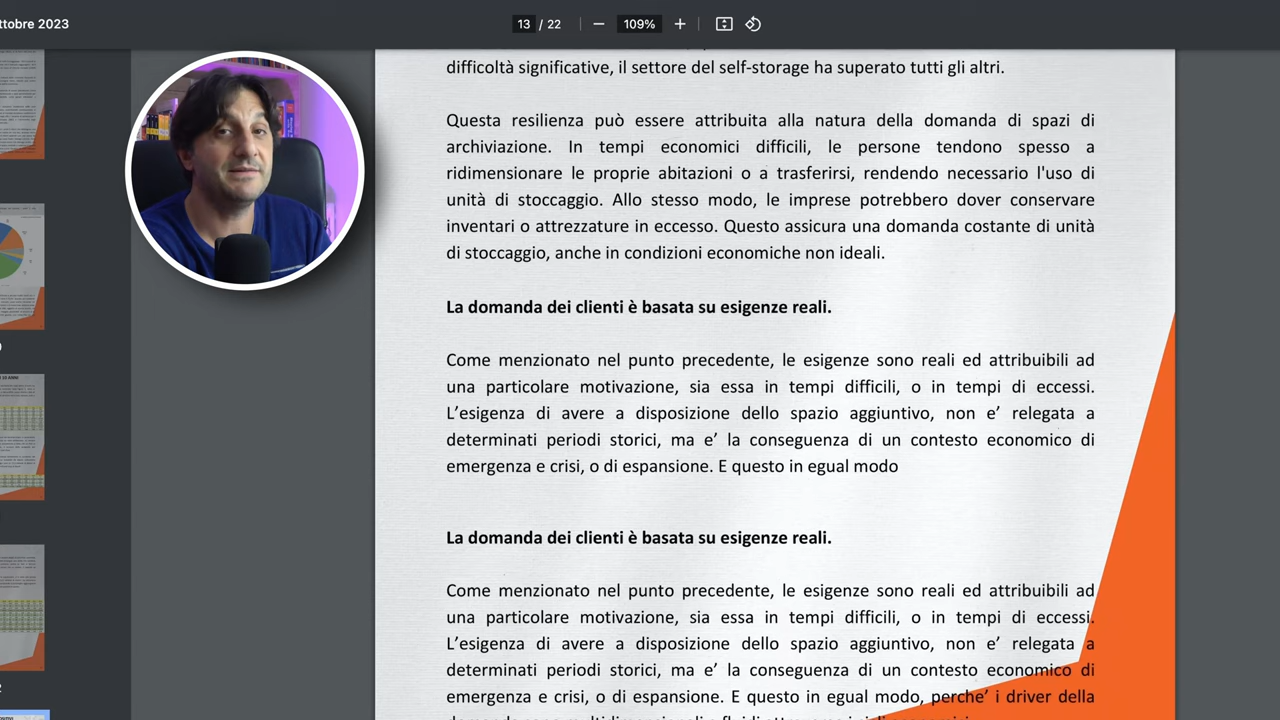 ttobre 2023
13 / 22
109%
difficoltà significative, il settore del self-storage ha superato tutti gli altri.
Questa resilienza può essere attribuita alla natura della domanda di spazi di
archiviazione. In tempi economici difficili, le persone tendono spesso a
ridimensionare le proprie abitazioni o a trasferirsi, rendendo necessario l'uso di
unità di stoccaggio. Allo stesso modo, le imprese potrebbero dover conservare
inventari o attrezzature in eccesso. Questo assicura una domanda costante di unità
di stoccaggio, anche in condizioni economiche non ideali.
La domanda dei clienti è basata su esigenze reali.
Come menzionato nel punto precedente, le esigenze sono reali ed attribuibili ad
una particolare motivazione, sia essa in tempi difficili, o in tempi di eccessi.
L’esigenza di avere a disposizione dello spazio aggiuntivo, non e’ relegata a
determinati periodi storici, ma e’ la conseguenza di un contesto economico di
emergenza e crisi, o di espansione. E questo in egual modo
La domanda dei clienti è basata su esigenze reali.
Come menzionato nel punto precedente, le esigenze sono reali ed attribuibili ad
una particolare motivazione, sia essa in tempi difficili, o in tempi di eccessi.
L’esigenza di avere a disposizione dello spazio aggiuntivo, non e’ relegata a
determinati periodi storici, ma e’ la conseguenza di un contesto economico di
emergenza e crisi, o di espansione. E questo in egual modo, perche’ i driver della